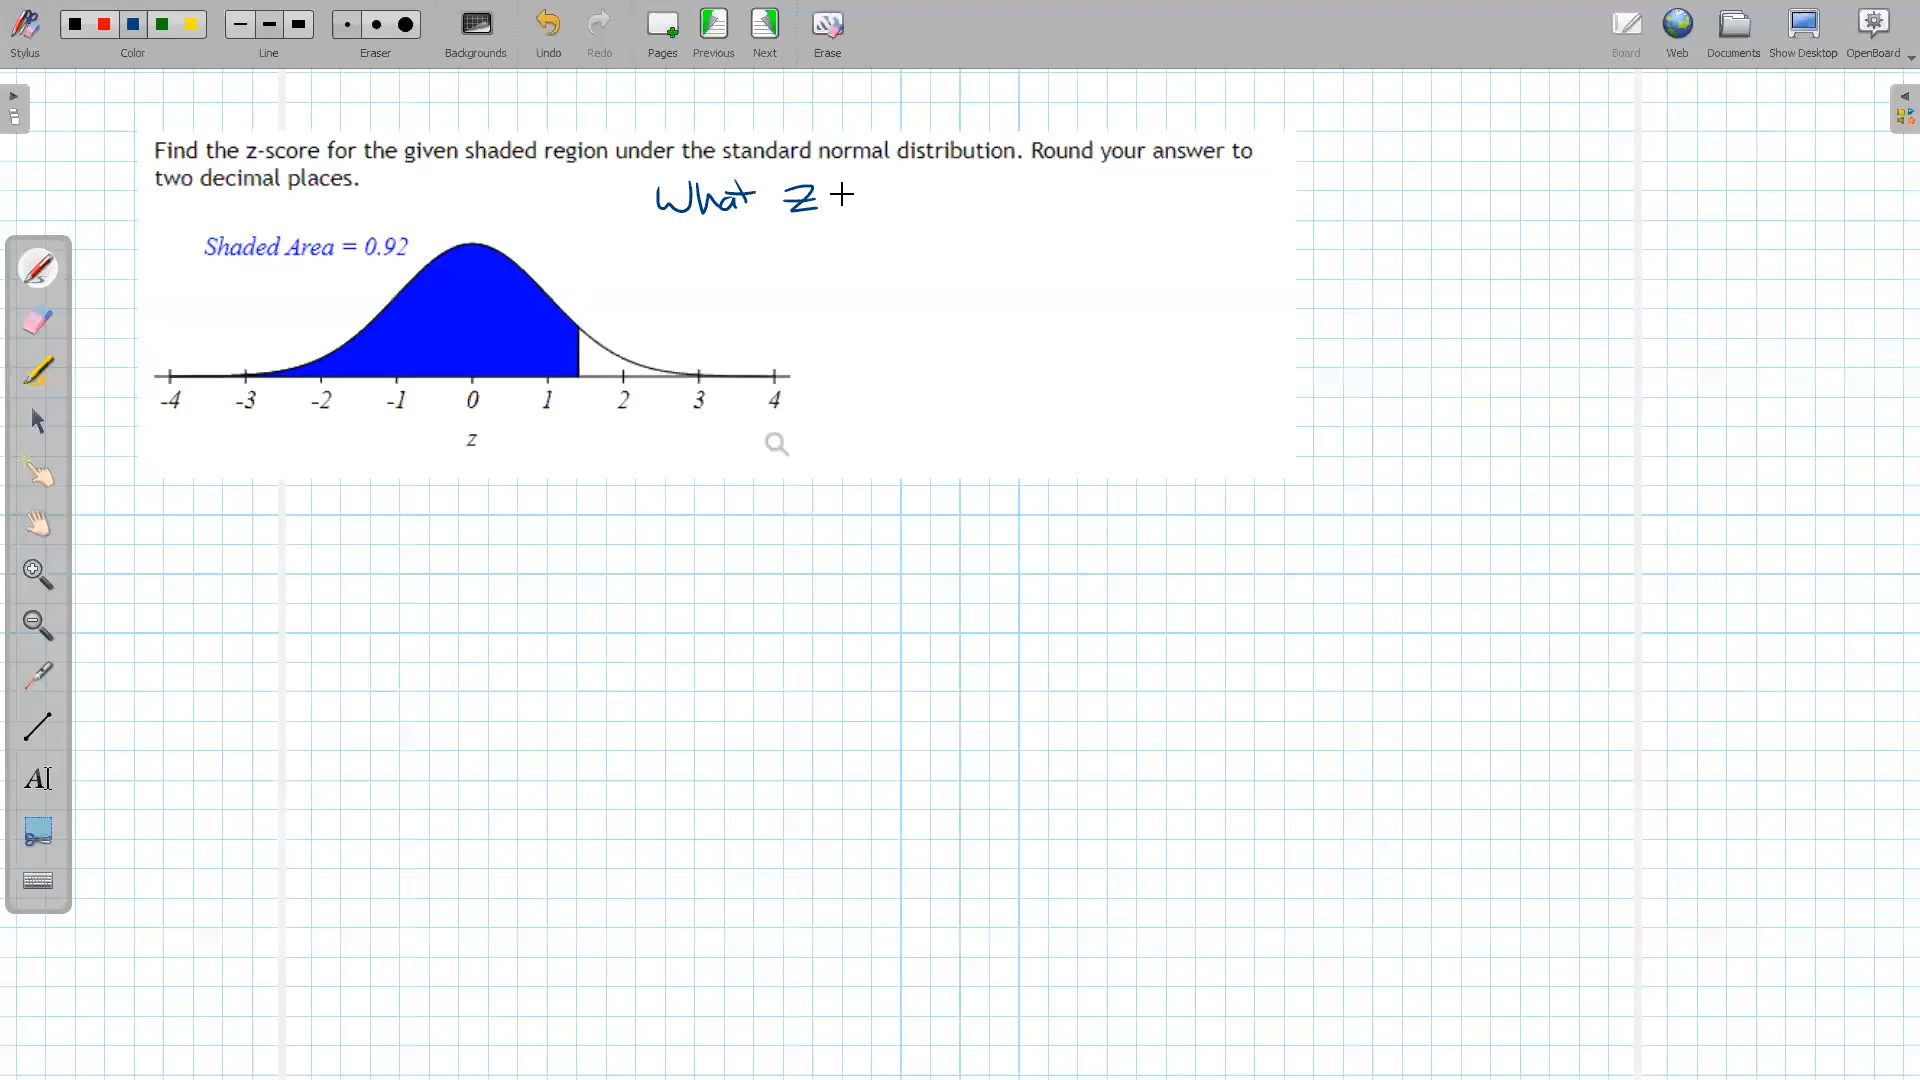 Stylus Color Line Eraser Backgrounds Undo Redo Pages Previous Next Erase Board Web Documents Show Desktop OpenBoard
Find the z-score for the given shaded region under the standard normal distribution. Round your answer to
two decimal places.
What z
Shaded Area = 0.92
-4 -3 -2 -1 0 1 2 3 4
z